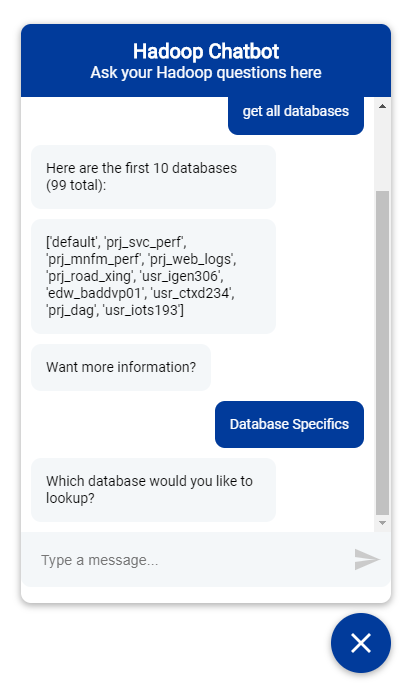 Hadoop Chatbot
Ask your Hadoop questions here
get all databases
Here are the first 10 databases
(99 total):
['default', 'prj_svc_perf',
'prj_mnfm_perf', 'prj_web_logs',
'prj_road_xing', 'usr_igen306',
'edw_baddvp01', 'usr_ctxd234',
'prj_dag', 'usr_iots193']
Want more information?
Database Specifics
Which database would you like to
lookup?
Type a message...